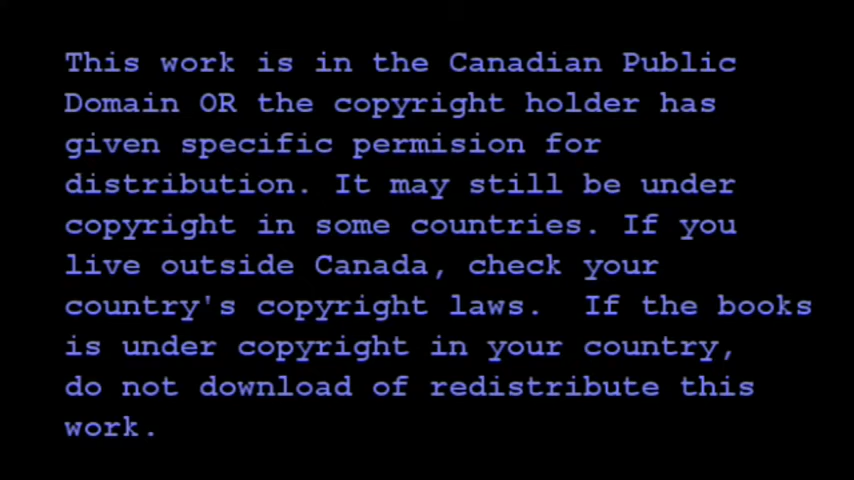 This work is in the Canadian Public
Domain OR the copyright holder has
given specific permision for
distribution. It may still be under
copyright in some countries. If you
live outside Canada, check your
country's copyright laws.  If the books
is under copyright in your country,
do not download of redistribute this
work.